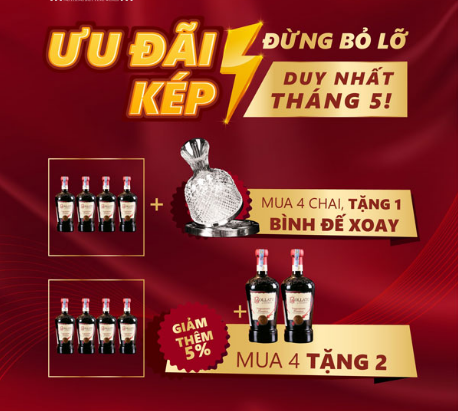 ƯU ĐÃI
KÉP
ĐỪNG BỎ LỠ
DUY NHẤT
THÁNG 5!
+
MUA 4 CHAI, TẶNG 1
BÌNH ĐẾ XOAY
+
GIẢM
THÊM
5%
MUA 4 TẶNG 2